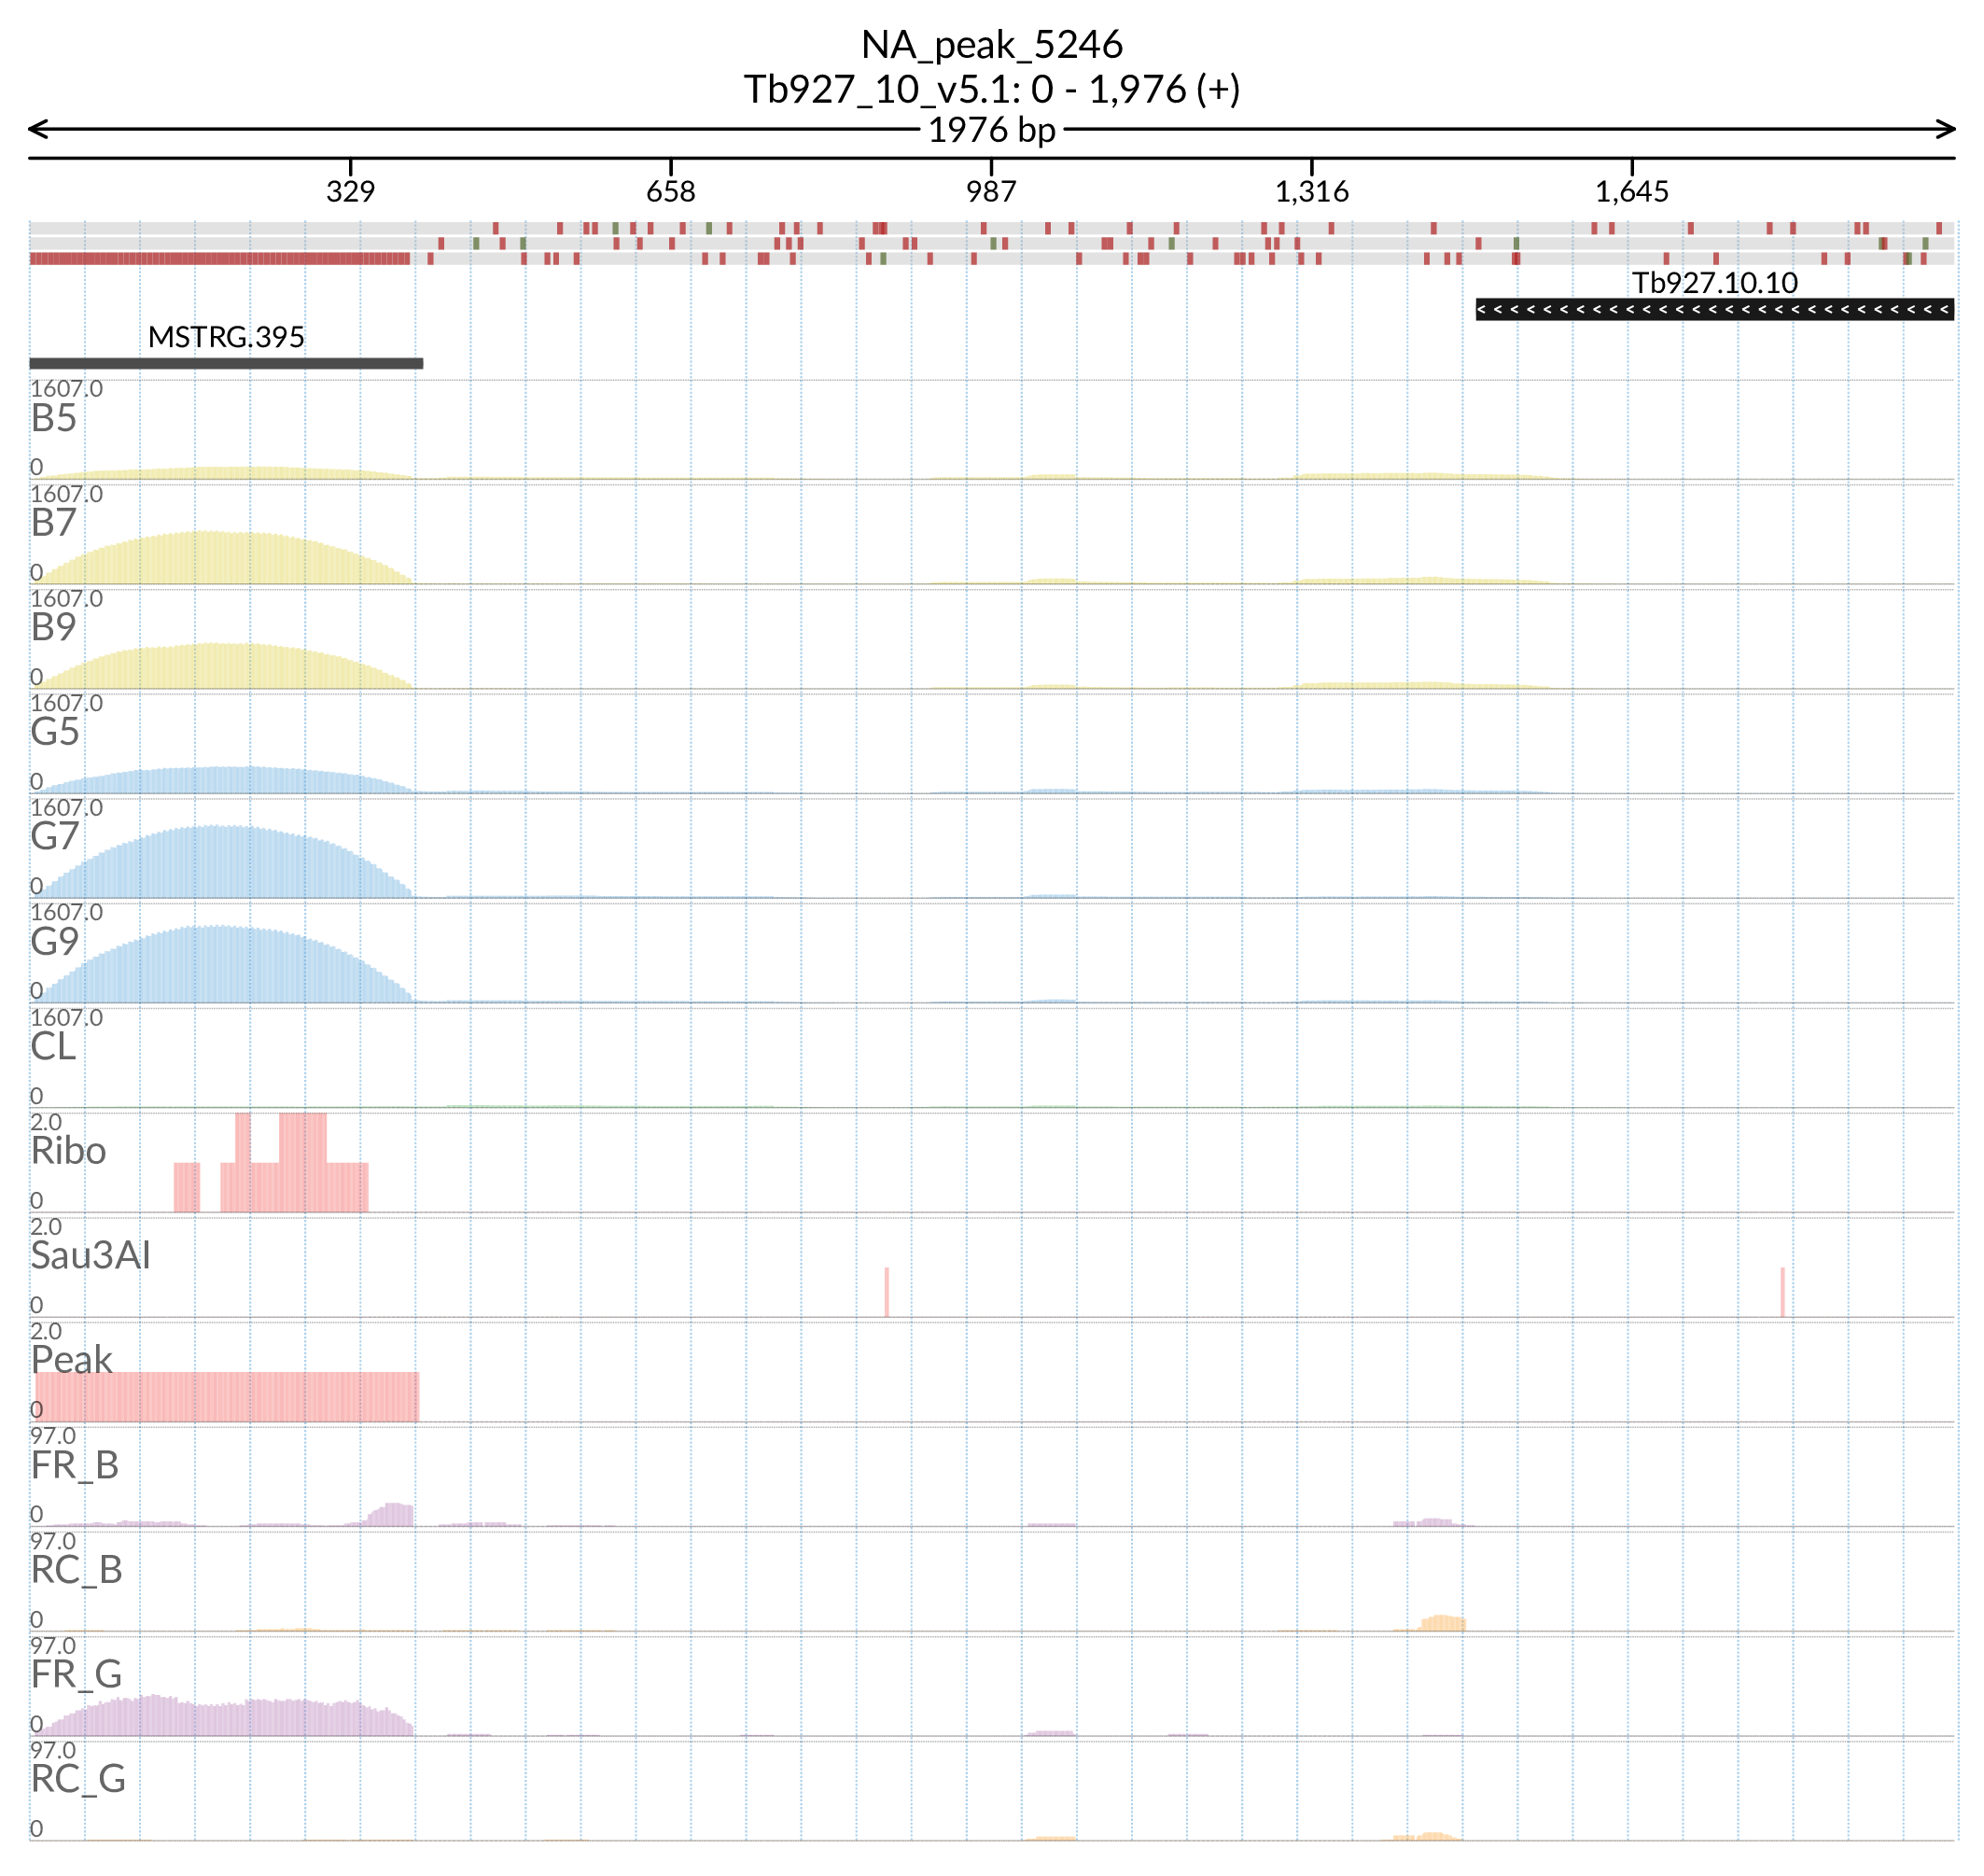 NA_peak_5246
Tb927_10_v5.1: 0 - 1,976 (+)
1976 bp
329 658 987 1,316 1,645
Tb927.10.10
MSTRG.395
1607.0
B5
0
1607.0
B7
0
1607.0
B9
0
1607.0
G5
0
1607.0
G7
0
1607.0
G9
0
1607.0
CL
0
2.0
Ribo
0
2.0
Sau3AI
0
2.0
Peak
0
97.0
FR_B
0
97.0
RC_B
0
97.0
FR_G
0
97.0
RC_G
0